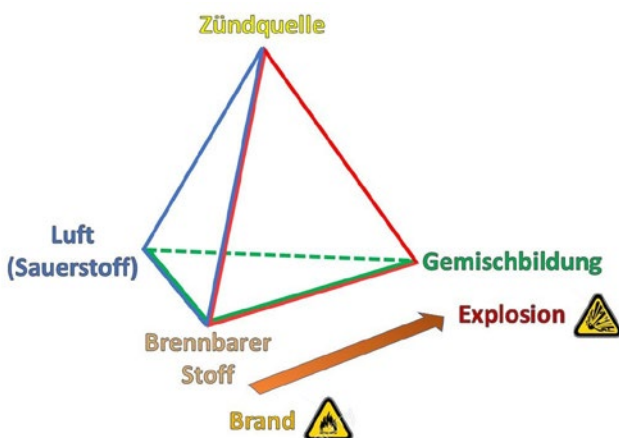 Zündquelle
Luft
(Sauerstoff)
Gemischbildung
Explosion
Brennbarer
Stoff
Brand